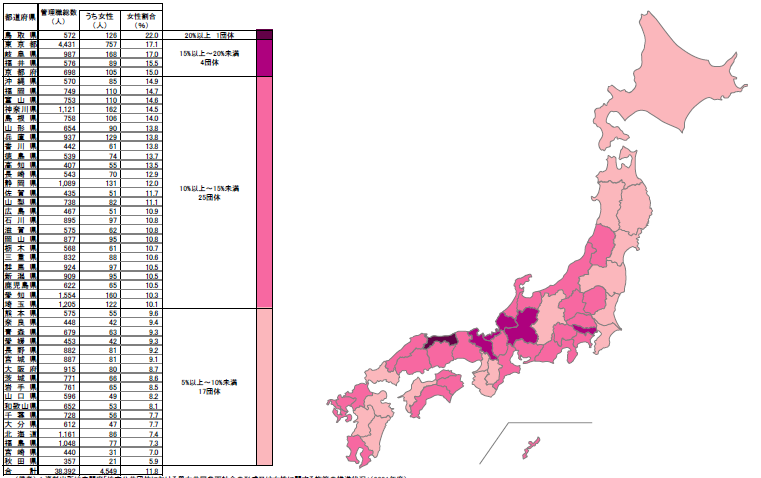 都道府県 管理職総数（人） うち女性（人） 女性割合（％）
鳥取県 572 126 22.0
東京都 4,431 757 17.1
岐阜県 987 168 17.0
福井県 576 89 15.5
京都府 698 105 15.0
沖縄県 570 85 14.9
福岡県 749 110 14.7
富山県 753 110 14.6
神奈川県 1,121 162 14.5
島根県 758 106 14.0
山形県 654 90 13.8
兵庫県 937 129 13.8
香川県 442 61 13.8
徳島県 539 74 13.7
高知県 407 55 13.5
長崎県 543 70 12.9
静岡県 1,089 131 12.0
佐賀県 435 51 11.7
山梨県 738 82 11.1
広島県 467 51 10.9
石川県 895 97 10.8
滋賀県 575 62 10.8
岡山県 877 95 10.8
栃木県 568 61 10.7
三重県 832 88 10.6
群馬県 924 97 10.5
新潟県 909 95 10.5
鹿児島県 622 65 10.5
愛知県 1,554 160 10.3
埼玉県 1,205 122 10.1
熊本県 575 55 9.6
奈良県 448 42 9.4
青森県 679 63 9.3
愛媛県 453 42 9.3
長野県 882 81 9.2
宮城県 887 81 9.1
大阪府 915 80 8.7
茨城県 771 66 8.6
岩手県 761 65 8.5
山口県 596 49 8.2
和歌山県 652 53 8.1
千葉県 728 56 7.7
大分県 612 47 7.7
北海道 1,161 86 7.4
福島県 1,048 77 7.3
宮崎県 440 31 7.0
秋田県 357 21 5.9
合計 38,392 4,549 11.8
20%以上 1団体
15%以上～20%未満
4団体
10%以上～15%未満
25団体
5%以上～10%未満
17団体